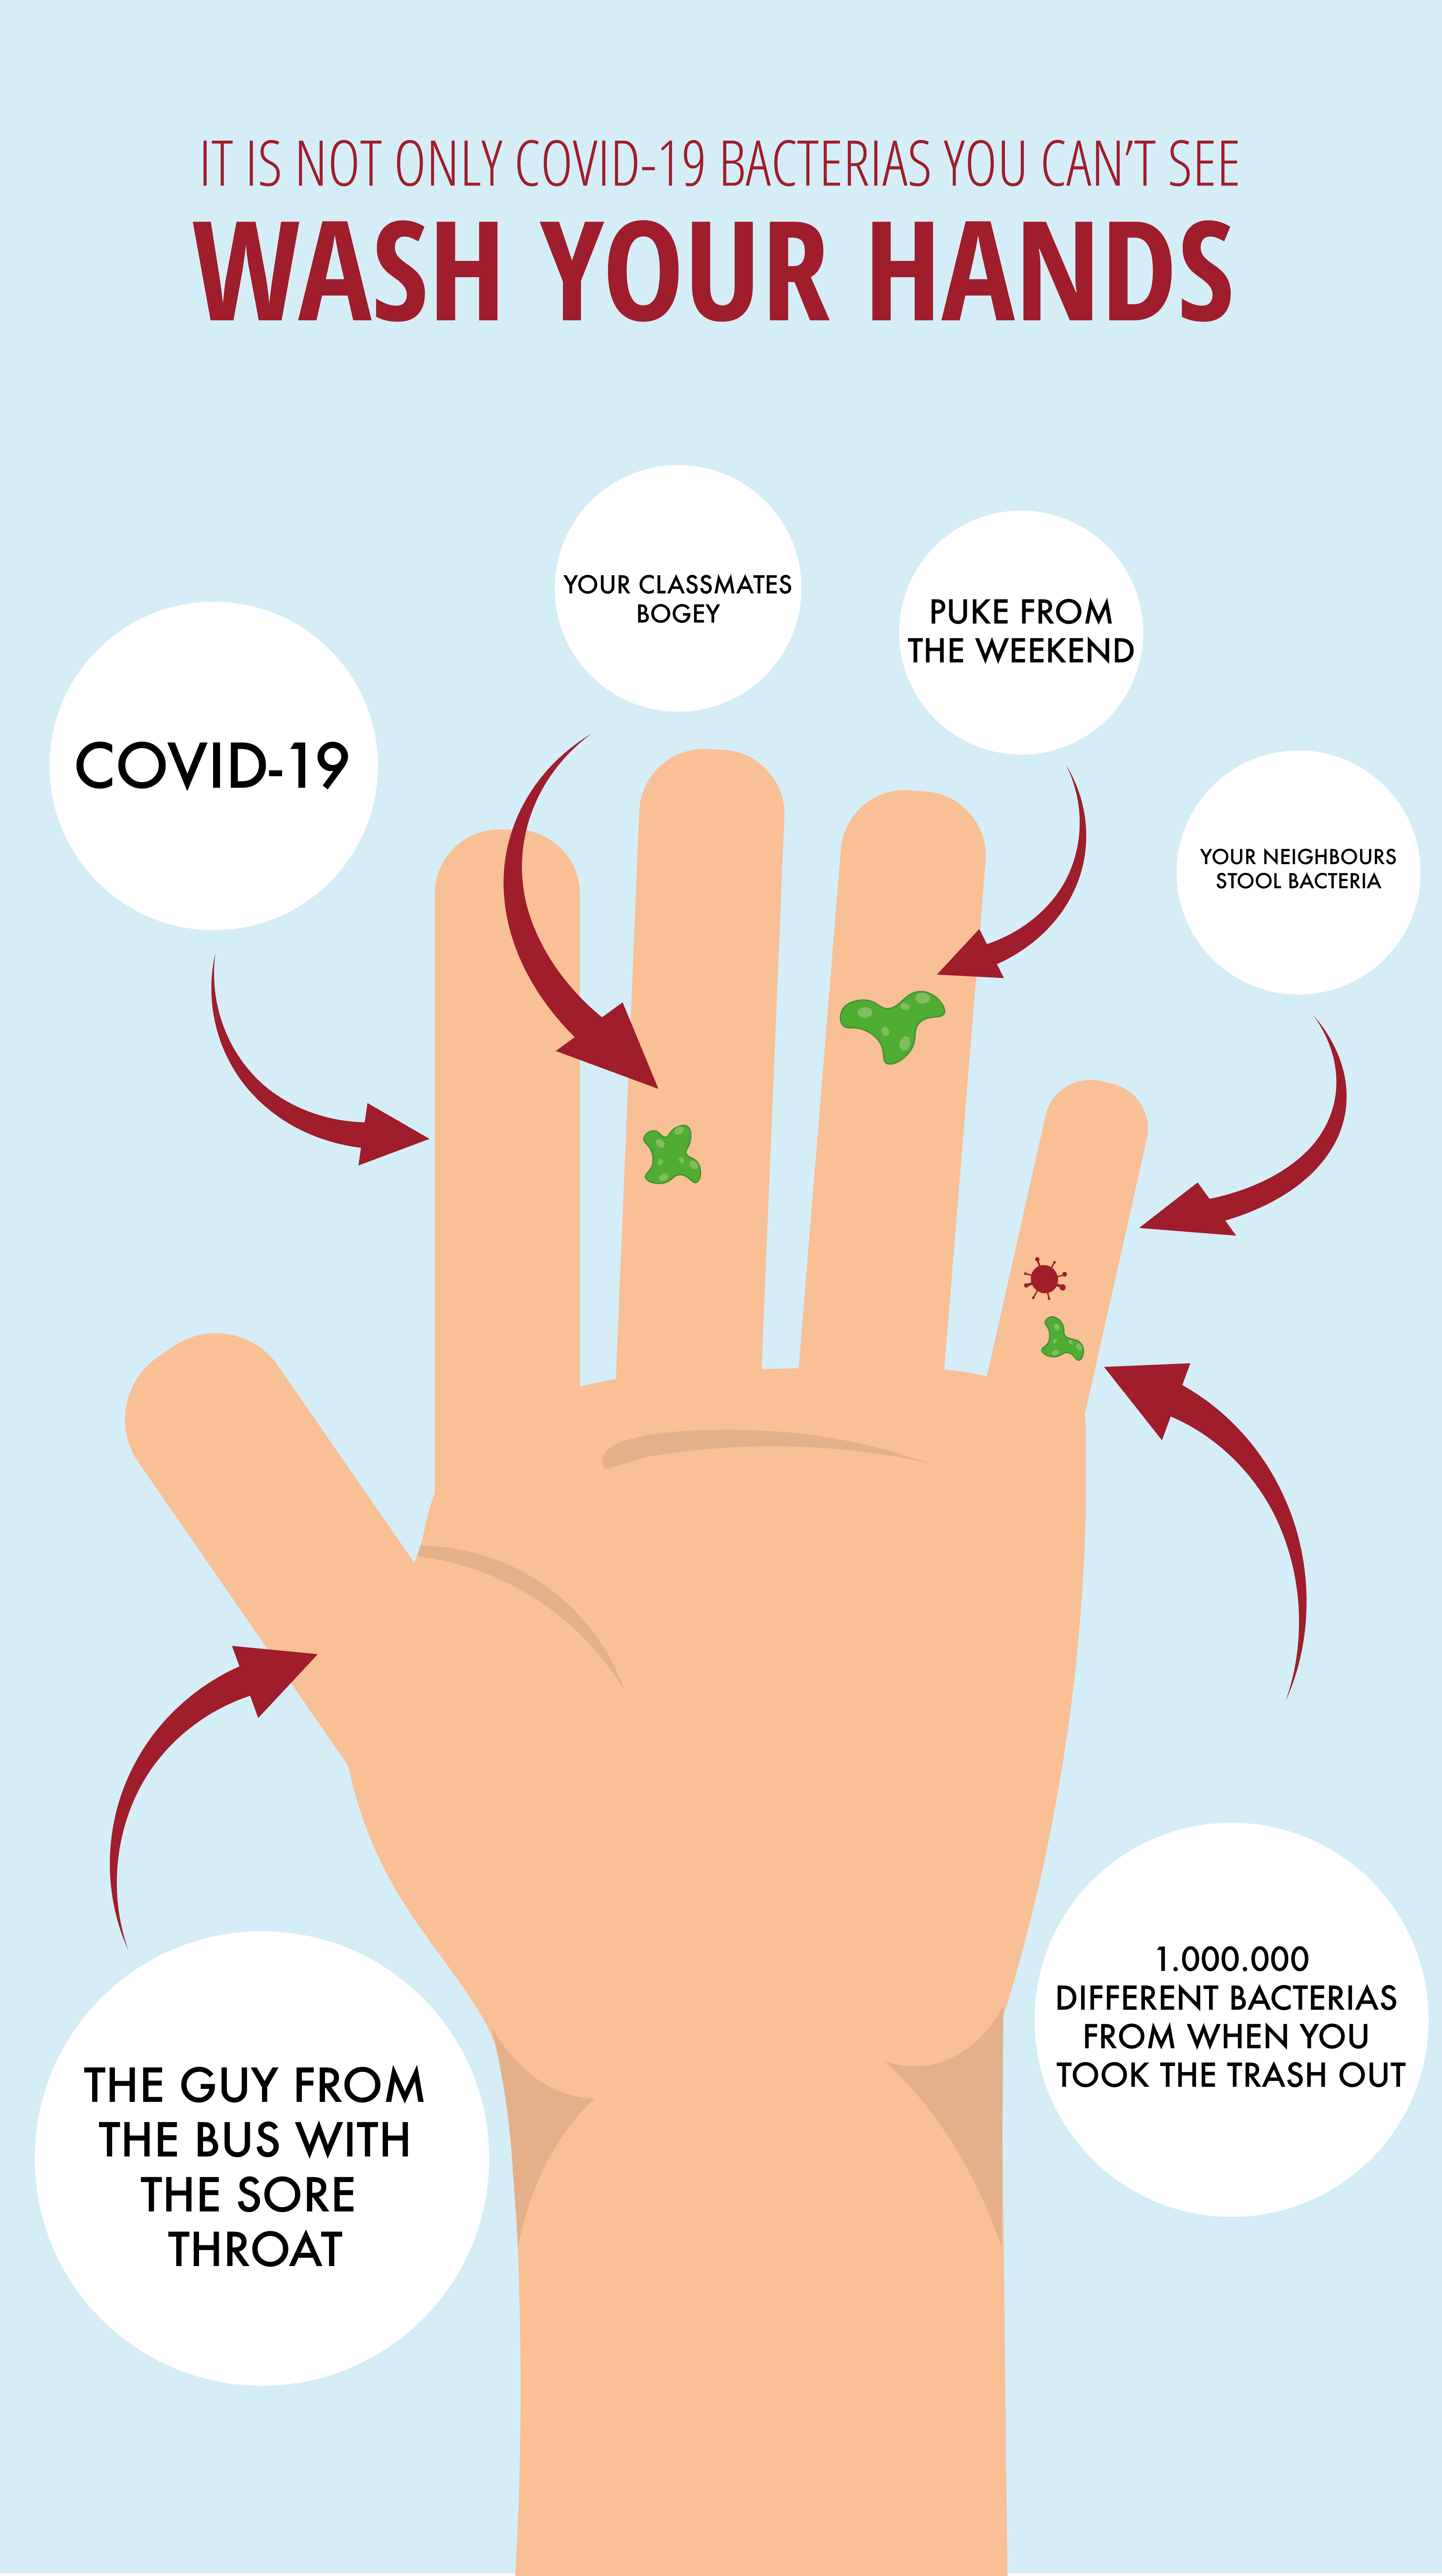 IT IS NOT ONLY COVID-19 BACTERIAS YOU CAN'T SEE
WASH YOUR HANDS
YOUR CLASSMATES
BOGEY
PUKE FROM
THE WEEKEND
COVID-19
YOUR NEIGHBOURS
STOOL BACTERIA
1.000.000
DIFFERENT BACTERIAS
FROM WHEN YOU
TOOK THE TRASH OUT
THE GUY FROM
THE BUS WITH
THE SORE
THROAT